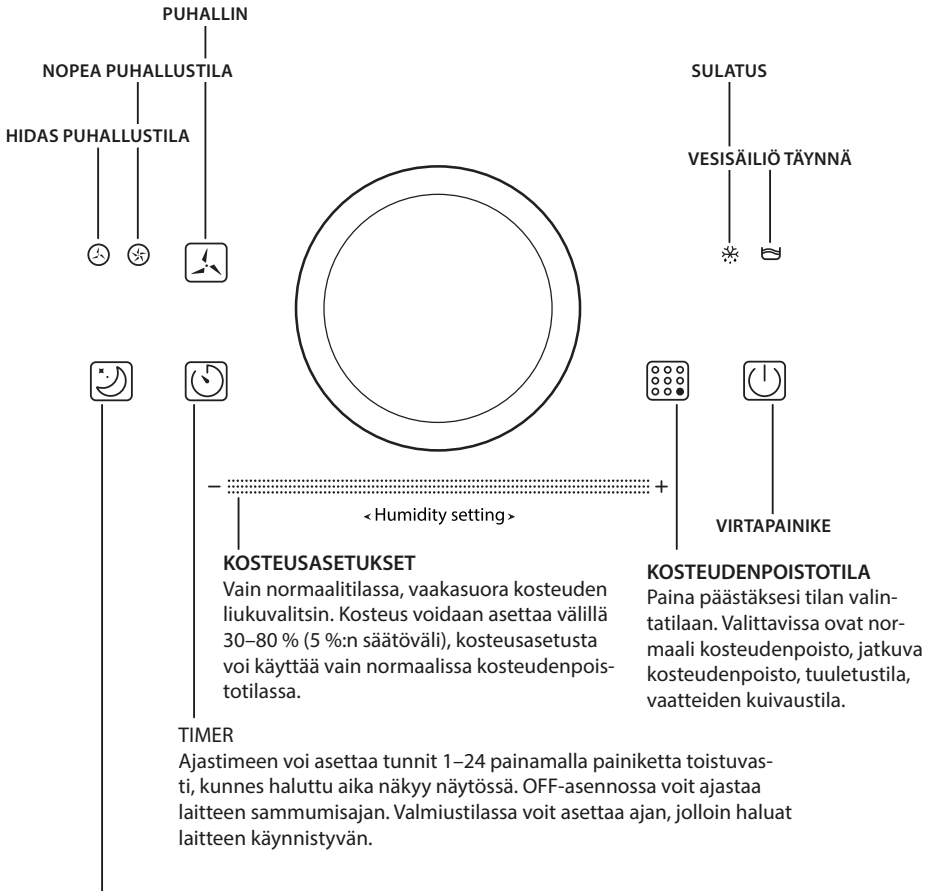 PUHALLIN
NOPEA PUHALLUSTILA
HIDAS PUHALLUSTILA
SULATUS
VESISÄILIÖ TÄYNNÄ
− +
< Humidity setting >
VIRTAPAINIKE
KOSTEUSASETUKSET
Vain normaalitilassa, vaakasuora kosteuden
liukuvalitsin. Kosteus voidaan asettaa välillä
30–80 % (5 %:n säätöväli), kosteusasetusta
voi käyttää vain normaalissa kosteudenpois-
totilassa.
KOSTEUDENPOISTOTILA
Paina päästäksesi tilan valin-
tatilaan. Valittavissa ovat nor-
maali kosteudenpoisto, jatkuva
kosteudenpoisto, tuuletustila,
vaatteiden kuivaustila.
TIMER
Ajastimeen voi asettaa tunnit 1–24 painamalla painiketta toistuvas-
ti, kunnes haluttu aika näkyy näytössä. OFF-asennossa voit ajastaa
laitteen sammumisajan. Valmiustilassa voit asettaa ajan, jolloin haluat
laitteen käynnistyvän.